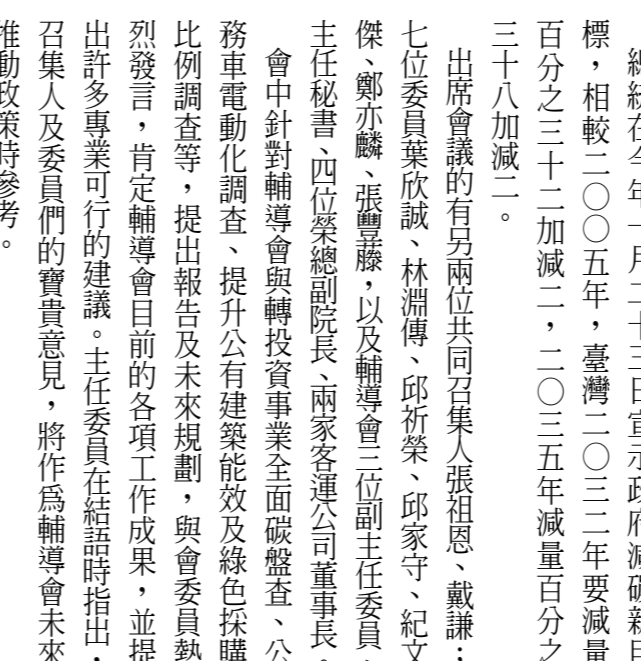 總統在今年一月二十三日宣示政府減碳新目
標，相較二〇〇五年，臺灣二〇三二年要減量
百分之三十二加減二，二〇三五年減量百分之
三十八加減二。
出席會議的有另兩位共同召集人張祖恩、戴謙；
七位委員葉欣誠、林淵傳、邱祈榮、邱家守、紀文
傑、鄭亦麟、張豐藤，以及輔導會三位副主任委員、
主任秘書、四位榮總副院長、兩家客運公司董事長。
會中針對輔導會與轉投資事業全面碳盤查、公
務車電動化調查、提升公有建築能效及綠色採購
比例調查等，提出報告及未來規劃，與會委員熱
烈發言，肯定輔導會目前的各項工作成果，並提
出許多專業可行的建議。主任委員在結語時指出，
召集人及委員們的寶貴意見，將作為輔導會未來
推動政策時參考。